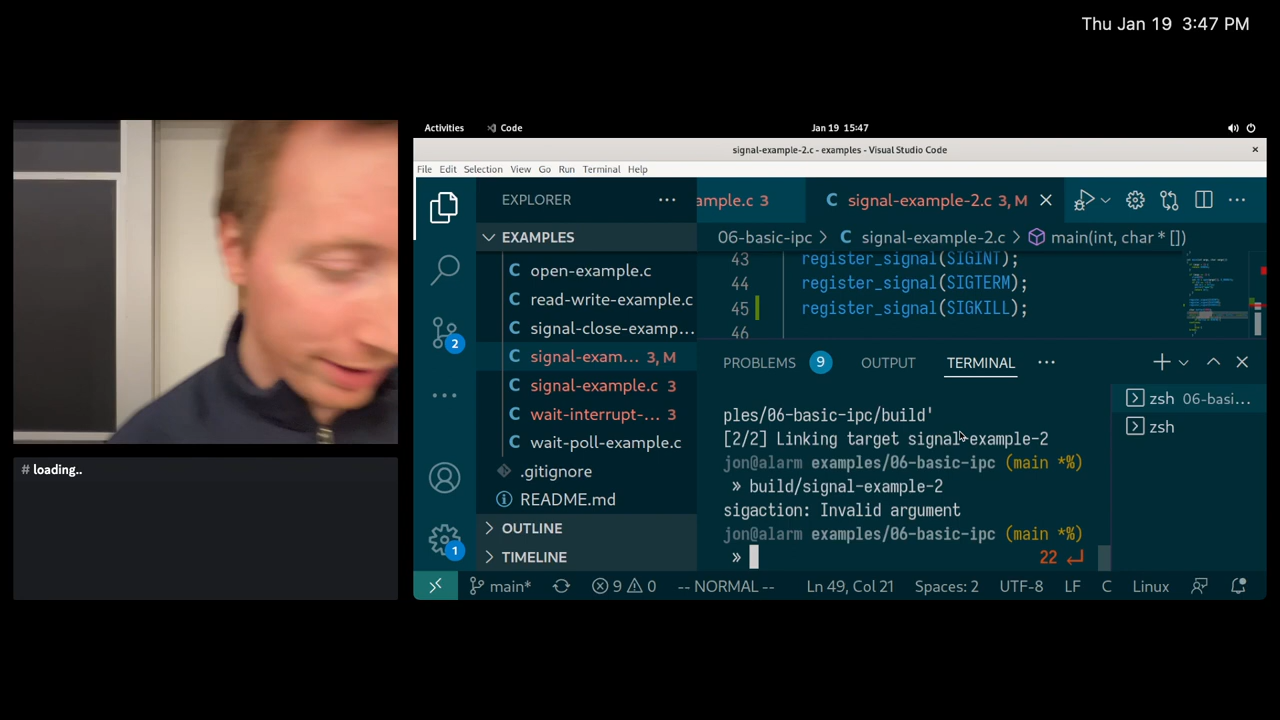 Thu Jan 19 3:47 PM
Activities
Code
Jan 19 15:47
signal-example-2.c - examples - Visual Studio Code
File Edit Selection View Go Run Terminal Help
EXPLORER
EXAMPLES
open-example.c
read-write-example.c
signal-close-examp...
signal-exam... 3, M
signal-example.c 3
wait-interrupt-... 3
wait-poll-example.c
.gitignore
README.md
OUTLINE
TIMELINE
2
1
ample.c 3
C signal-example-2.c 3, M
06-basic-ipc > C signal-example-2.c > main(int, char * [])
43 register_signal(SIGINT);
44 register_signal(SIGTERM);
45 register_signal(SIGKILL);
46
PROBLEMS 9 OUTPUT TERMINAL
ples/06-basic-ipc/build'
[2/2] Linking target signal-example-2
jon@alarm examples/06-basic-ipc (main *%)
» build/signal-example-2
sigaction: Invalid argument
jon@alarm examples/06-basic-ipc (main *%)
» 22 ↵
zsh 06-basi...
zsh
main* 9 0 -- NORMAL -- Ln 49, Col 21 Spaces: 2 UTF-8 LF C Linux
# loading..